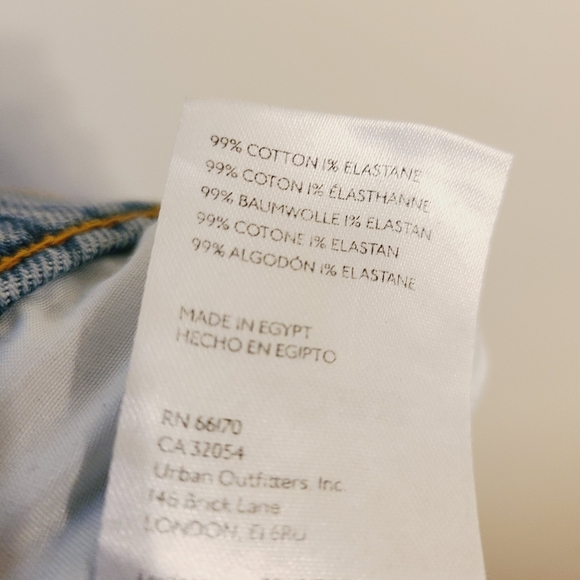 99% COTTON 1% ELASTANE
99% COTON 1% ÉLASTHANNE
99% BAUMWOLLE 1% ELASTAN
99% COTONE 1% ELASTAN
99% ALGODÓN 1% ELASTANE
MADE IN EGYPT
HECHO EN EGIPTO
RN 66170
CA 32054
Urban Outfitters, Inc.
146 Brick Lane
LONDON, E1 6RU